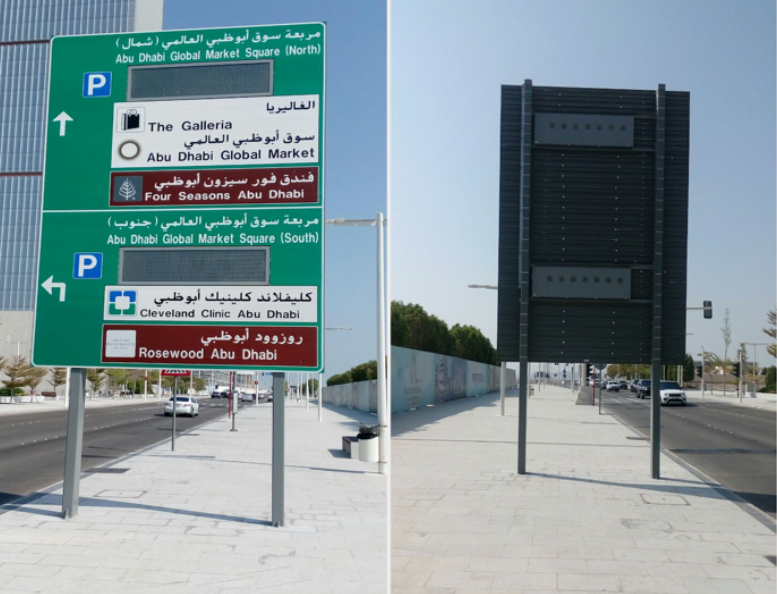 مربعة سوق أبوظبي العالمي (شمال)
Abu Dhabi Global Market Square (North)
P
الغاليريا
The Galleria
سوق أبوظبي العالمي
Abu Dhabi Global Market
فندق فور سيزون أبوظبي
Four Seasons Abu Dhabi
مربعة سوق أبوظبي العالمي (جنوب)
Abu Dhabi Global Market Square (South)
P
كليفلاند كلينيك أبوظبي
Cleveland Clinic Abu Dhabi
روزوود أبوظبي
Rosewood Abu Dhabi